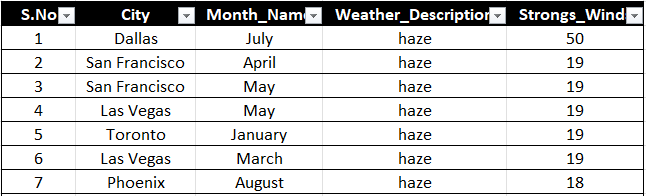 S.No City Month_Name Weather_Description Strongs_Wind
1 Dallas July haze 50
2 San Francisco April haze 19
3 San Francisco May haze 19
4 Las Vegas May haze 19
5 Toronto January haze 19
6 Las Vegas March haze 19
7 Phoenix August haze 18